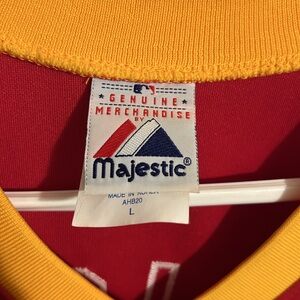 ★ GENUINE ★
MERCHANDISE
BY
Majestic®
MADE IN KOREA
AHB20
L